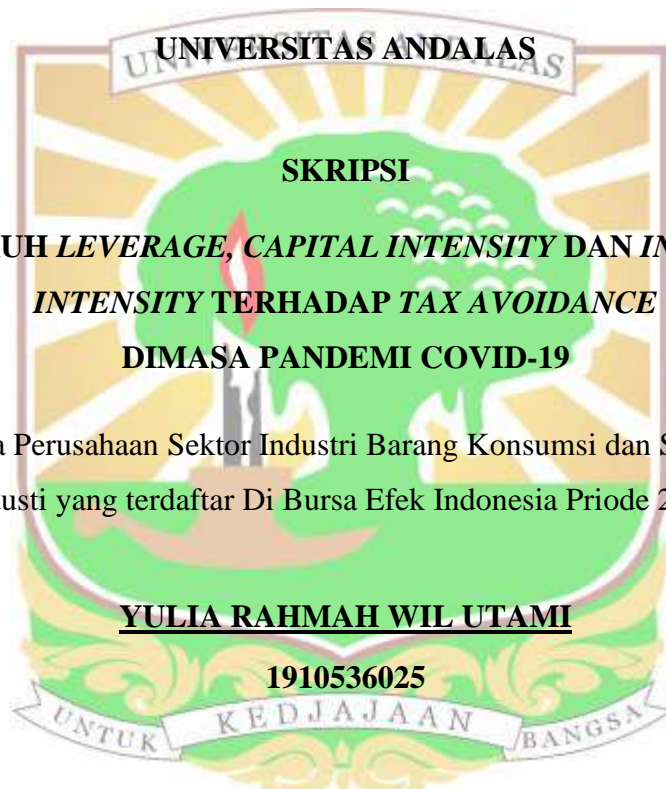 UNIVERSITAS ANDALAS
UNIVERSITAS ANDALAS
SKRIPSI
UH LEVERAGE, CAPITAL INTENSITY DAN IN
INTENSITY TERHADAP TAX AVOIDANCE
DIMASA PANDEMI COVID-19
a Perusahaan Sektor Industri Barang Konsumsi dan S
usti yang terdaftar Di Bursa Efek Indonesia Priode 2
YULIA RAHMAH WIL UTAMI
1910536025
UNTUK KEDJAJAAN BANGSA